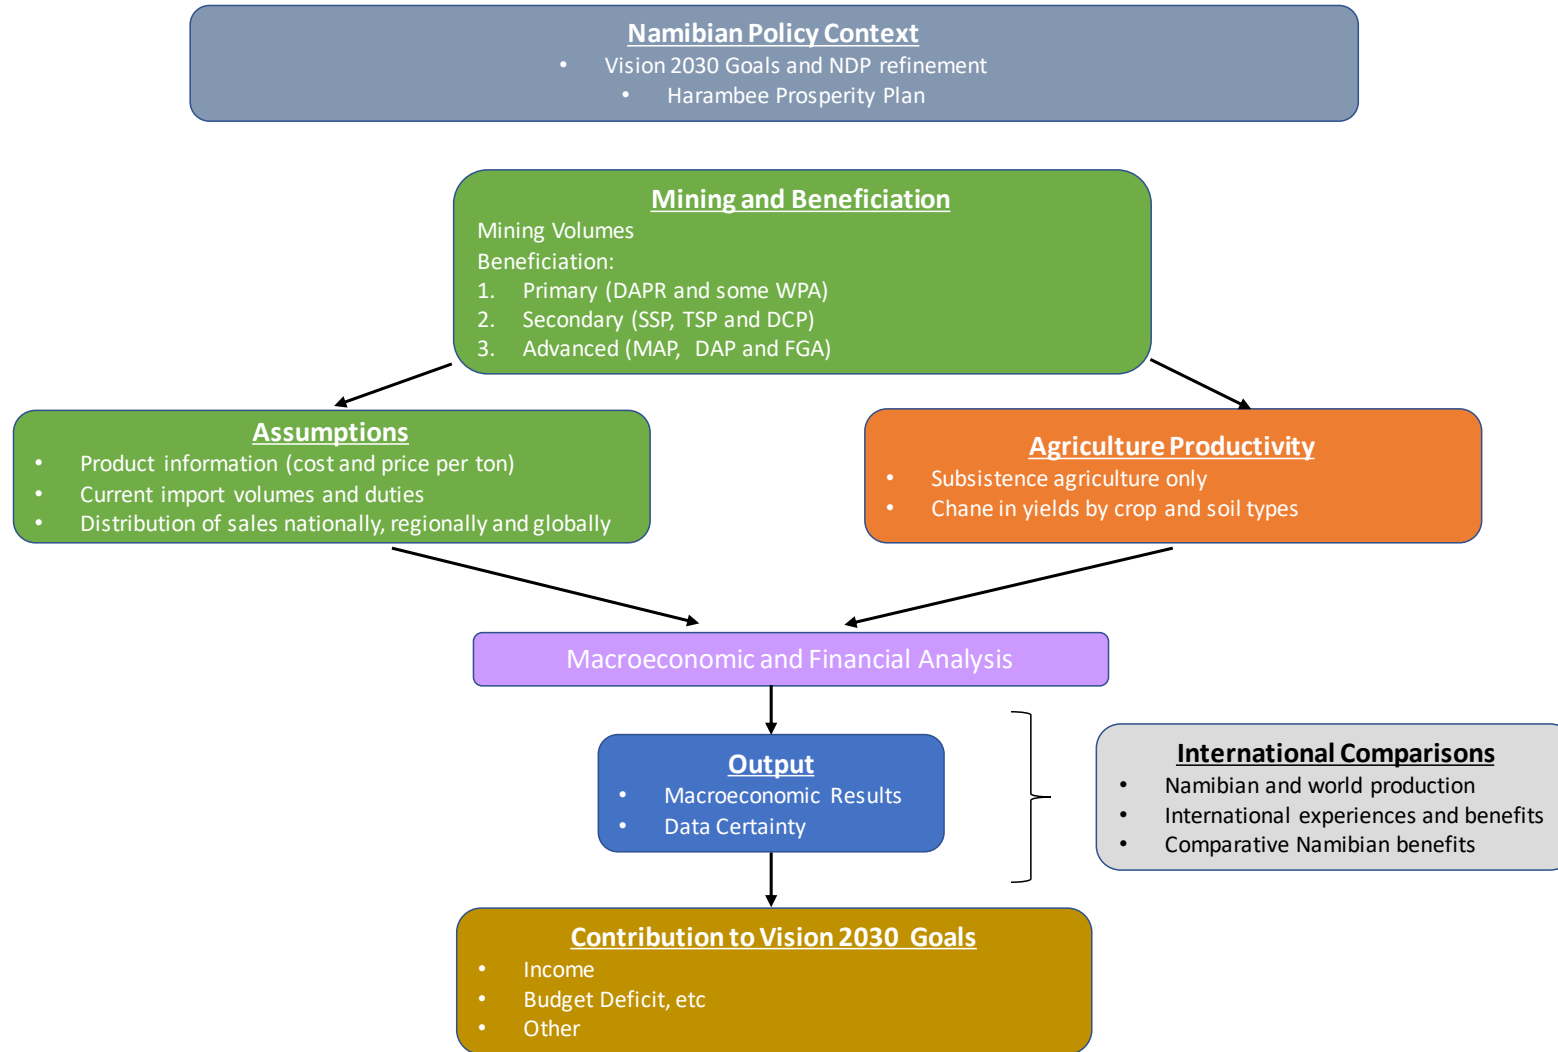 Namibian Policy Context
• Vision 2030 Goals and NDP refinement
• Harambee Prosperity Plan
Mining and Beneficiation
Mining Volumes
Beneficiation:
1. Primary (DAPR and some WPA)
2. Secondary (SSP, TSP and DCP)
3. Advanced (MAP, DAP and FGA)
Assumptions
• Product information (cost and price per ton)
• Current import volumes and duties
• Distribution of sales nationally, regionally and globally
Agriculture Productivity
• Subsistence agriculture only
• Chane in yields by crop and soil types
Macroeconomic and Financial Analysis
Output
• Macroeconomic Results
• Data Certainty
International Comparisons
• Namibian and world production
• International experiences and benefits
• Comparative Namibian benefits
Contribution to Vision 2030 Goals
• Income
• Budget Deficit, etc
• Other